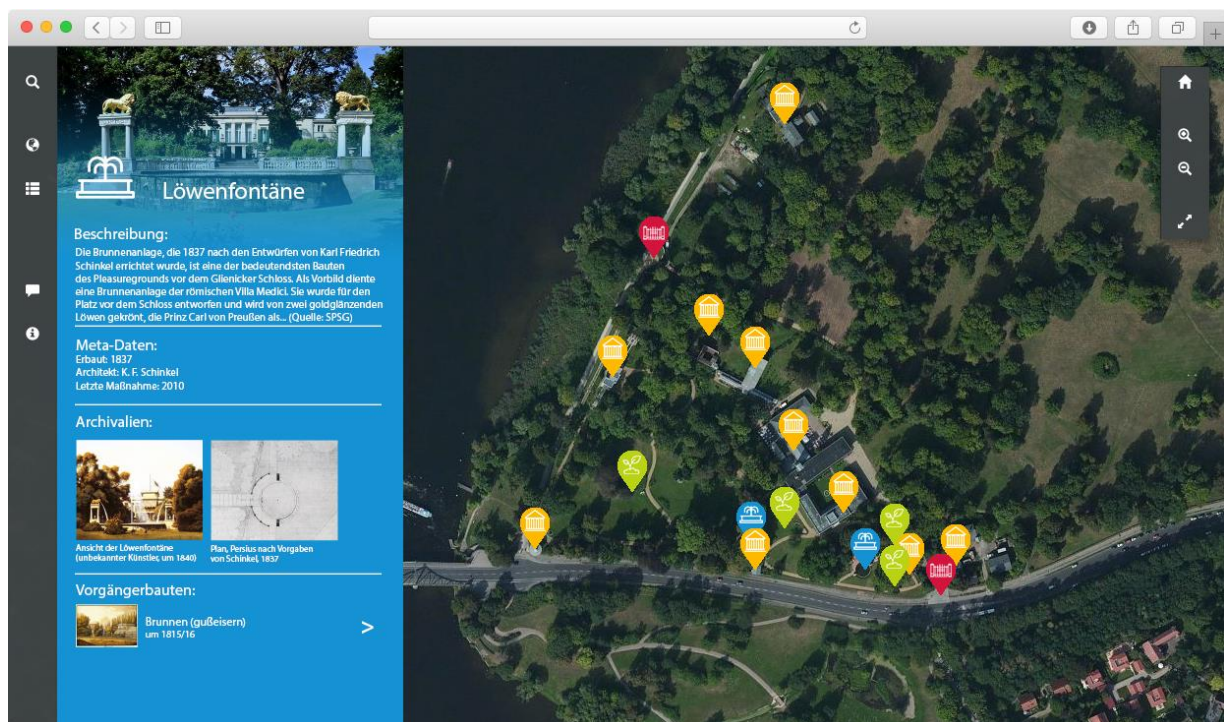 Löwenfontäne
Beschreibung:
Die Brunnenanlage, die 1837 nach den Entwürfen von Karl Friedrich
Schinkel errichtet wurde, ist eine der bedeutendsten Bauten
des Pleasuregrounds vor dem Glienicker Schloss. Als Vorbild diente
eine Brunnenanlage der römischen Villa Medici. Sie wurde für den
Platz vor dem Schloss entworfen und wird von zwei goldglänzenden
Löwen gekrönt, die Prinz Carl von Preußen als... (Quelle: SPSG)
Meta-Daten:
Erbaut: 1837
Architekt: K. F. Schinkel
Letzte Maßnahme: 2010
Archivalien:
Ansicht der Löwenfontäne
(unbekannter Künstler, um 1840)
Plan, Persius nach Vorgaben
von Schinkel, 1837
Vorgängerbauten:
Brunnen (gußeisern)
um 1815/16